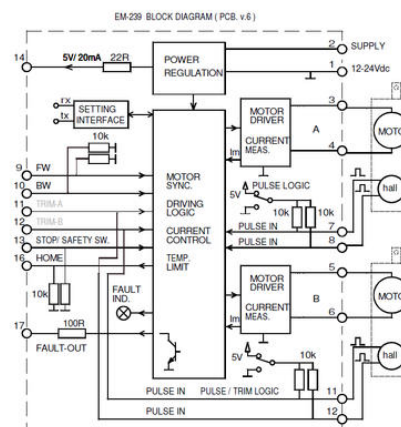 EM-239 BLOCK DIAGRAM ( PCB. v.6 )
14
5V/ 20mA
22R
POWER
REGULATION
2
SUPPLY
1
12-24Vdc
rx
tx
SETTING
INTERFACE
10k
MOTOR
DRIVER
A
CURRENT
MEAS.
Im
3
4
MOTO
G
9
FW
10
BW
11
TRIM-A
12
TRIM-B
13
STOP/ SAFETY SW.
16
HOME
10k
MOTOR
SYNC.
DRIVING
LOGIC
CURRENT
CONTROL
TEMP.
LIMIT
5V
PULSE LOGIC
10k
10k
PULSE IN
7
PULSE IN
8
hall
FAULT
IND.
MOTOR
DRIVER
B
CURRENT
MEAS.
Im
5
6
MOTO
G
17
100R
FAULT-OUT
5V
10k
PULSE IN
PULSE / TRIM LOGIC
11
PULSE IN
12
hall